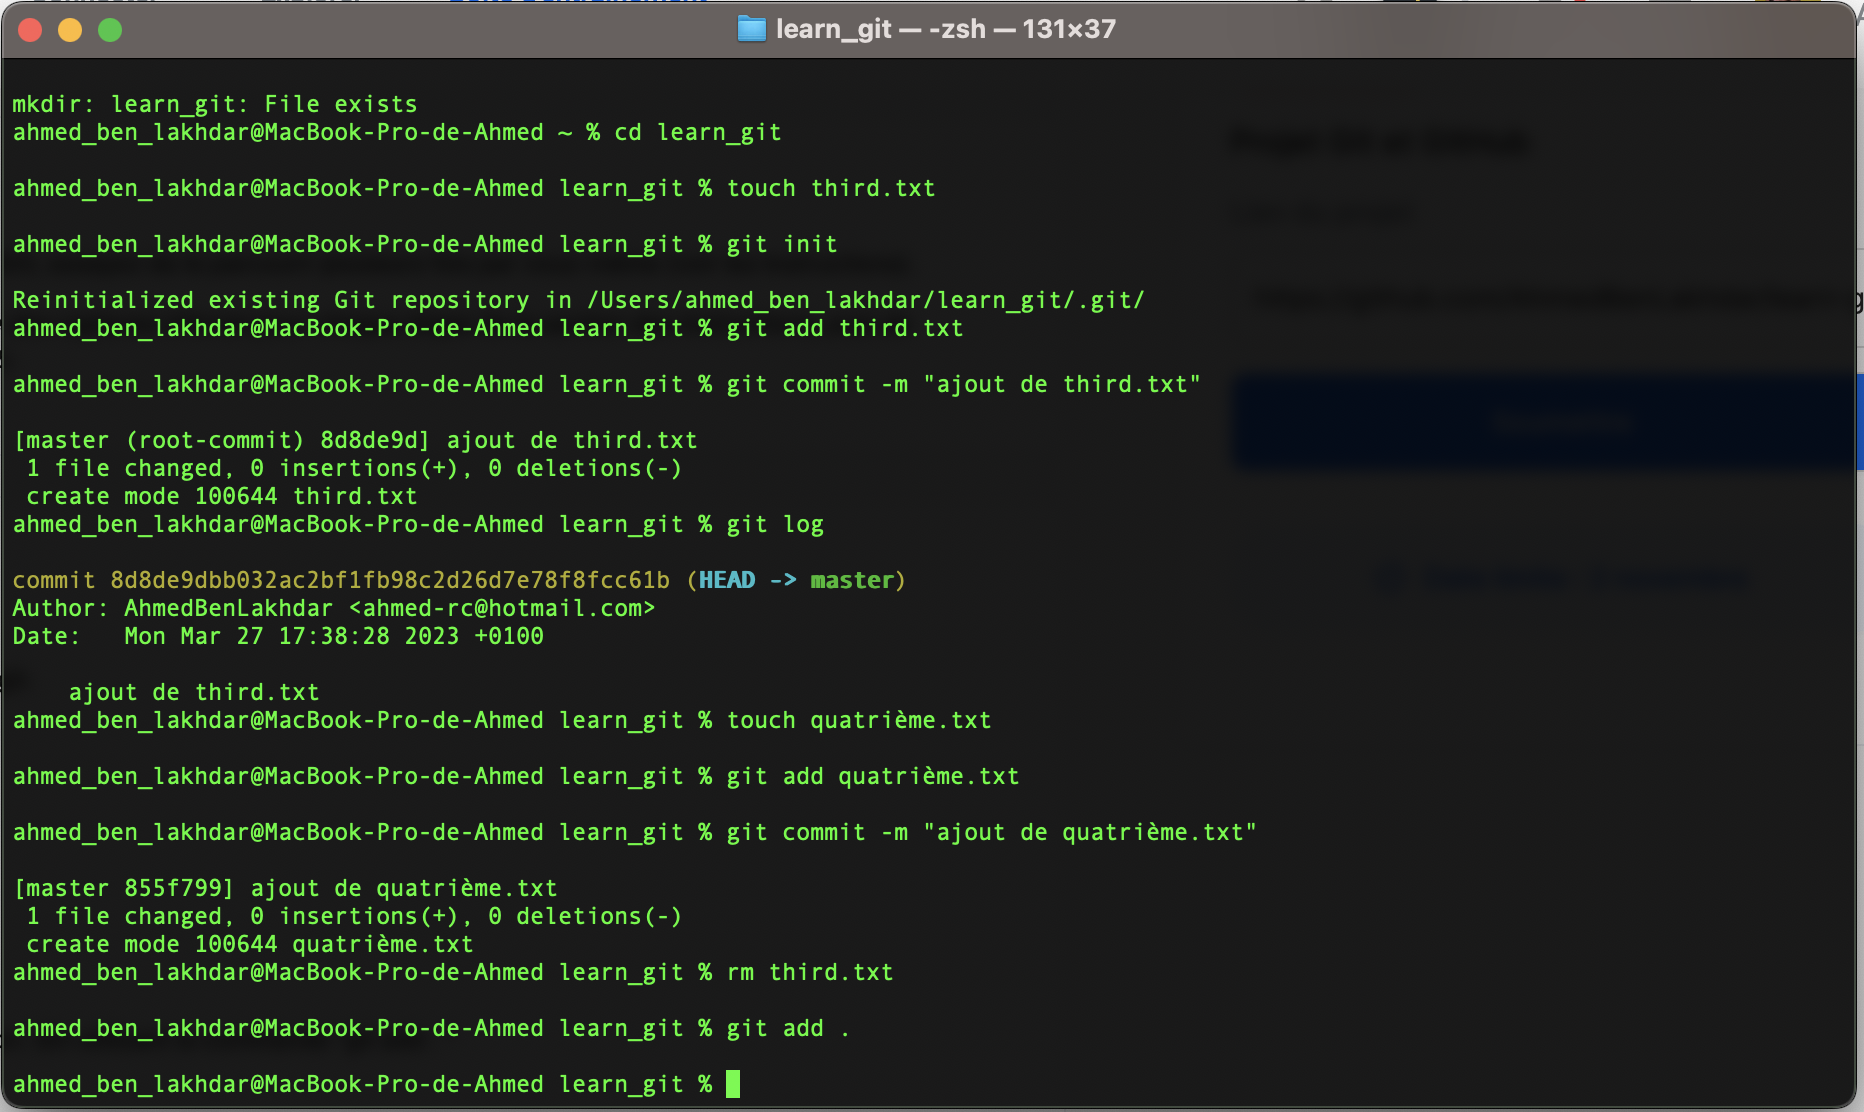 learn_git — -zsh — 131×37
mkdir: learn_git: File exists
ahmed_ben_lakhdar@MacBook-Pro-de-Ahmed ~ % cd learn_git
ahmed_ben_lakhdar@MacBook-Pro-de-Ahmed learn_git % touch third.txt
ahmed_ben_lakhdar@MacBook-Pro-de-Ahmed learn_git % git init
Reinitialized existing Git repository in /Users/ahmed_ben_lakhdar/learn_git/.git/
ahmed_ben_lakhdar@MacBook-Pro-de-Ahmed learn_git % git add third.txt
ahmed_ben_lakhdar@MacBook-Pro-de-Ahmed learn_git % git commit -m "ajout de third.txt"
[master (root-commit) 8d8de9d] ajout de third.txt
 1 file changed, 0 insertions(+), 0 deletions(-)
 create mode 100644 third.txt
ahmed_ben_lakhdar@MacBook-Pro-de-Ahmed learn_git % git log
commit 8d8de9dbb032ac2bf1fb98c2d26d7e78f8fcc61b (HEAD -> master)
Author: AhmedBenLakhdar <ahmed-rc@hotmail.com>
Date:   Mon Mar 27 17:38:28 2023 +0100
    ajout de third.txt
ahmed_ben_lakhdar@MacBook-Pro-de-Ahmed learn_git % touch quatrième.txt
ahmed_ben_lakhdar@MacBook-Pro-de-Ahmed learn_git % git add quatrième.txt
ahmed_ben_lakhdar@MacBook-Pro-de-Ahmed learn_git % git commit -m "ajout de quatrième.txt"
[master 855f799] ajout de quatrième.txt
 1 file changed, 0 insertions(+), 0 deletions(-)
 create mode 100644 quatrième.txt
ahmed_ben_lakhdar@MacBook-Pro-de-Ahmed learn_git % rm third.txt
ahmed_ben_lakhdar@MacBook-Pro-de-Ahmed learn_git % git add .
ahmed_ben_lakhdar@MacBook-Pro-de-Ahmed learn_git %